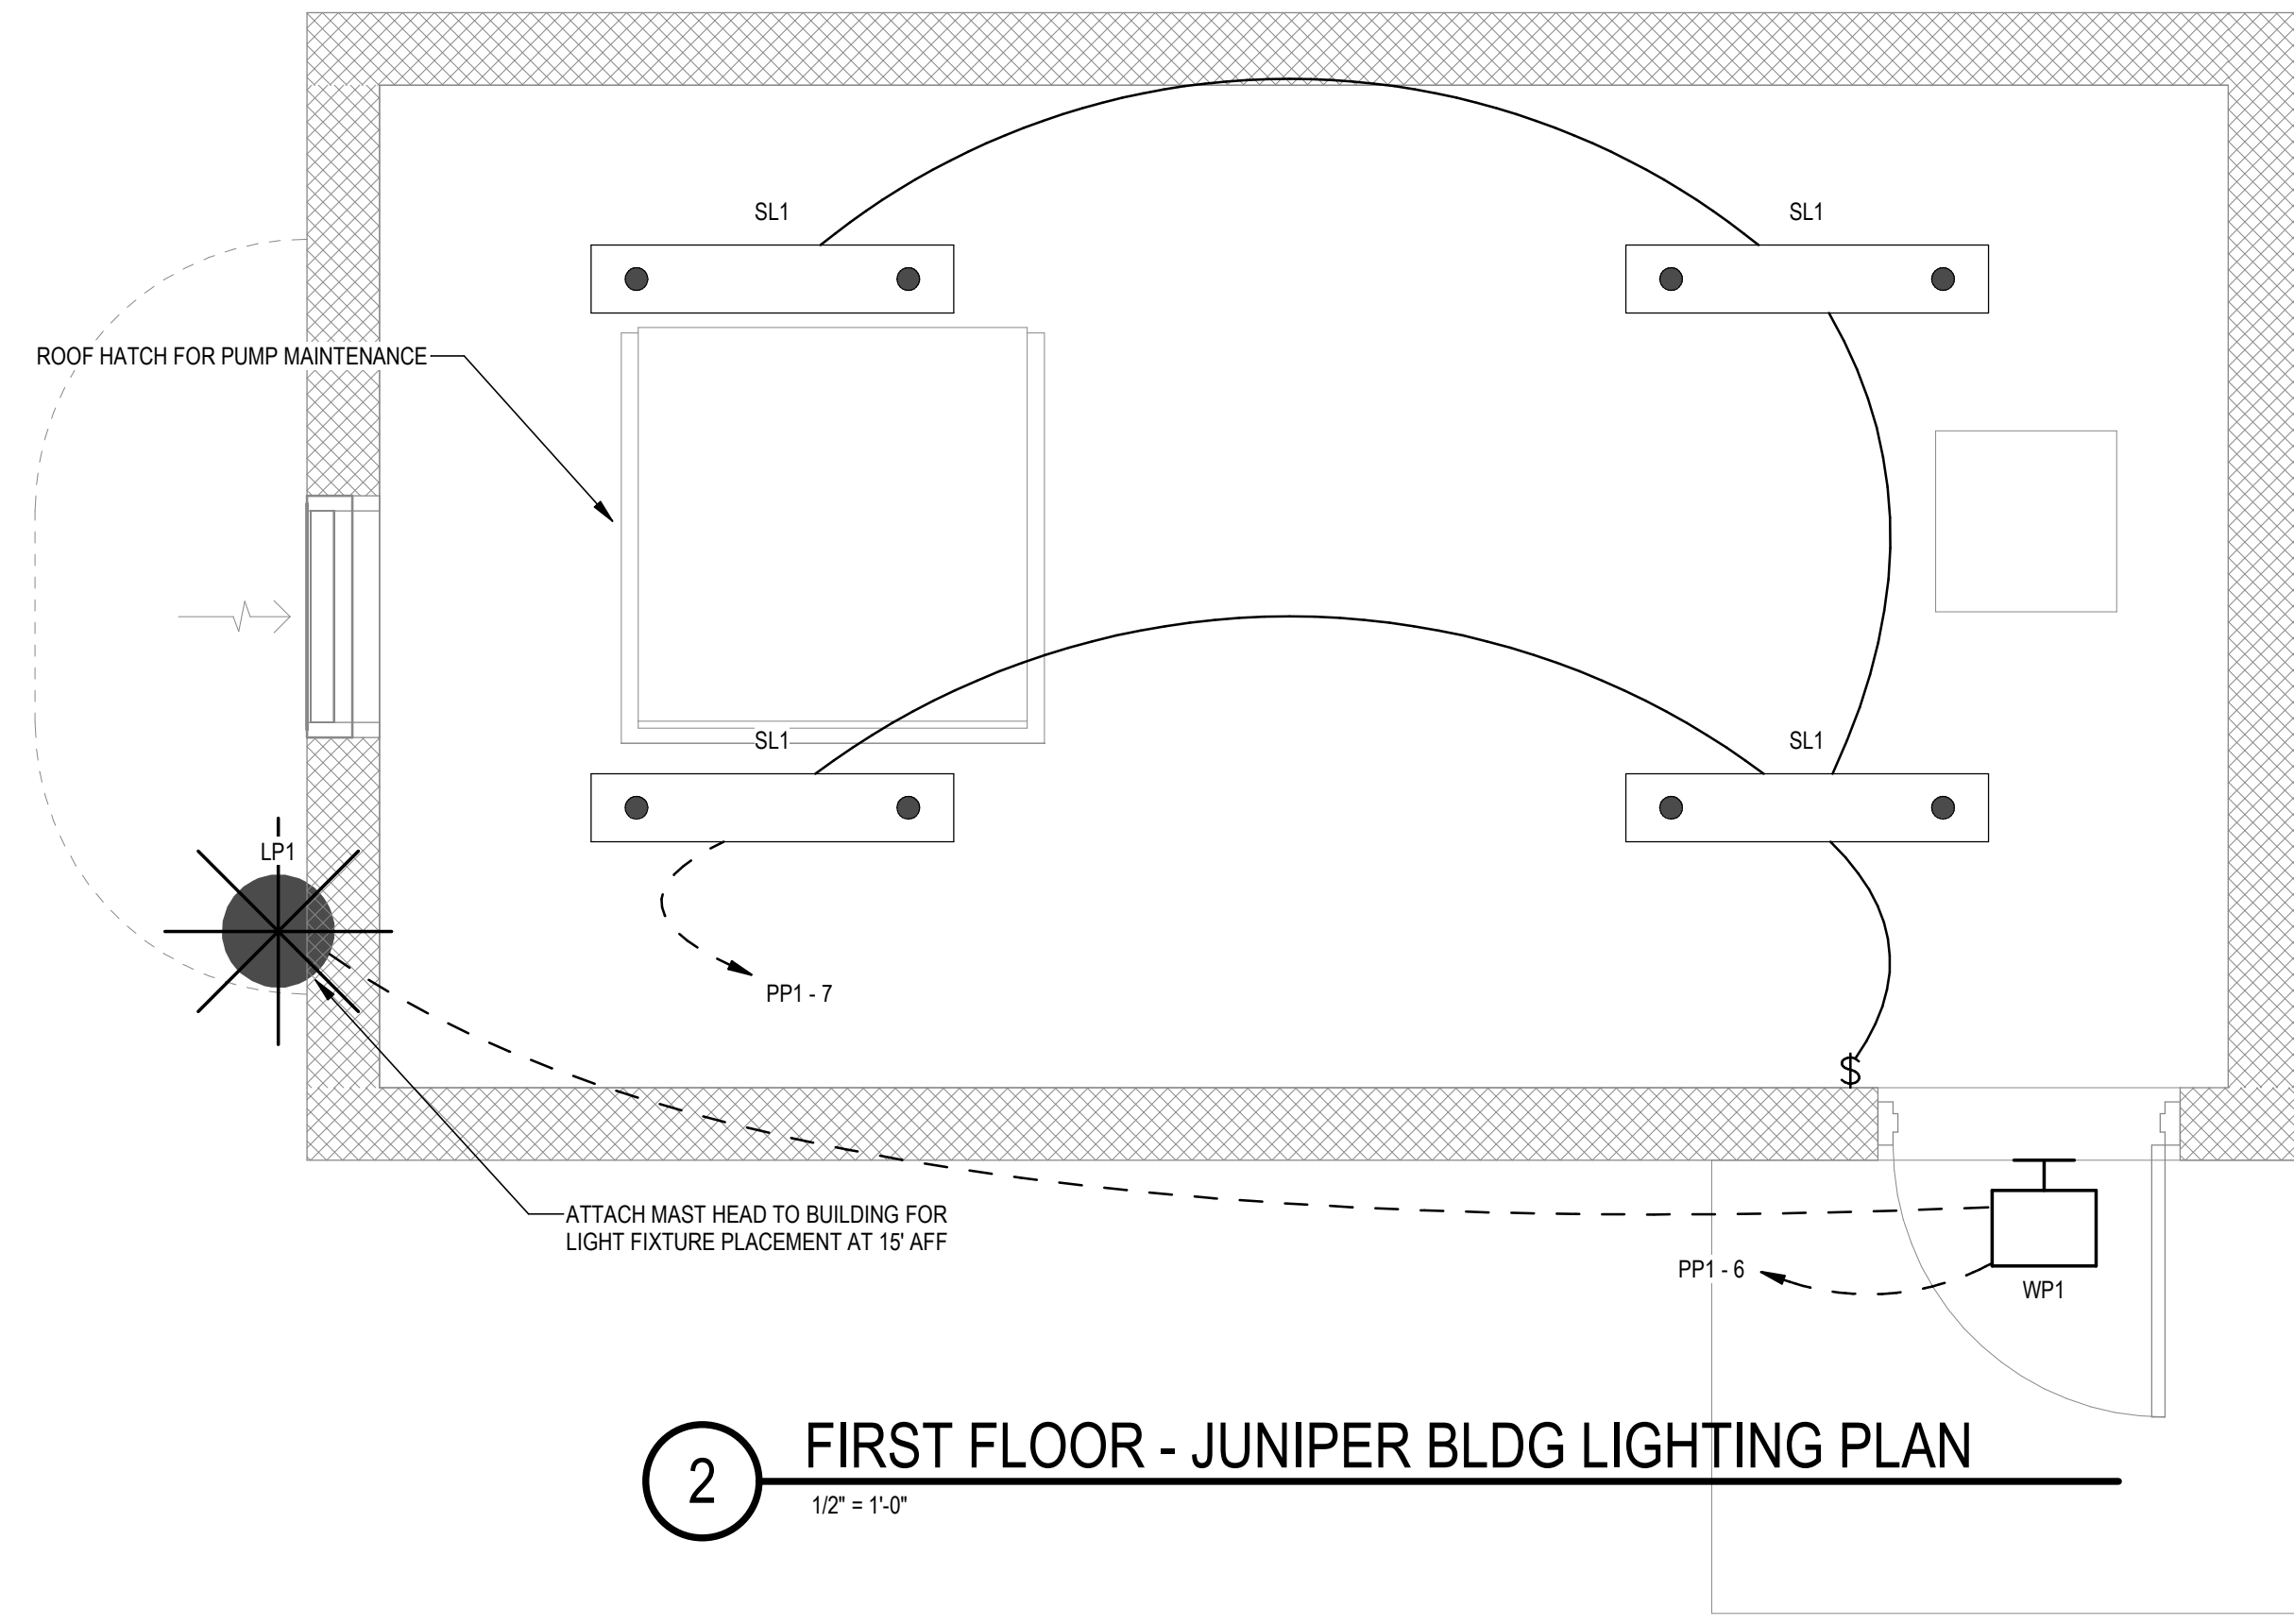 SL1
SL1
ROOF HATCH FOR PUMP MAINTENANCE
SL1
SL1
LP1
PP1 - 7
$
ATTACH MAST HEAD TO BUILDING FOR
LIGHT FIXTURE PLACEMENT AT 15' AFF
PP1 - 6
WP1
2
FIRST FLOOR - JUNIPER BLDG LIGHTING PLAN
1/2" = 1'-0"